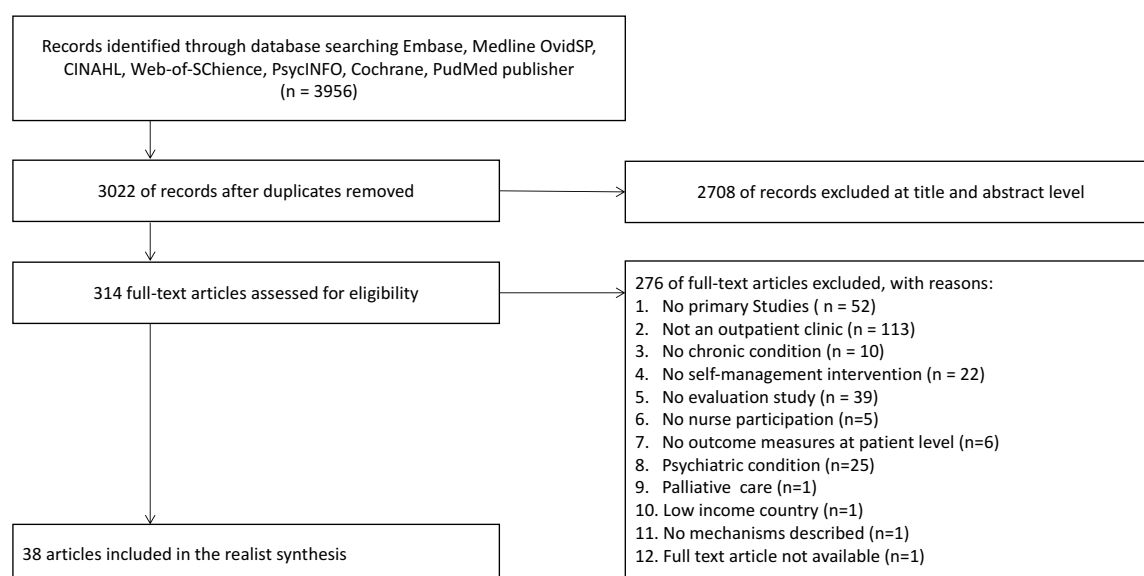 Records identified through database searching Embase, Medline OvidSP,
CINAHL, Web-of-SChience, PsycINFO, Cochrane, PudMed publisher
(n = 3956)
3022 of records after duplicates removed
2708 of records excluded at title and abstract level
314 full-text articles assessed for eligibility
276 of full-text articles excluded, with reasons:
1. No primary Studies ( n = 52)
2. Not an outpatient clinic (n = 113)
3. No chronic condition (n = 10)
4. No self-management intervention (n = 22)
5. No evaluation study (n = 39)
6. No nurse participation (n=5)
7. No outcome measures at patient level (n=6)
8. Psychiatric condition (n=25)
9. Palliative care (n=1)
10. Low income country (n=1)
11. No mechanisms described (n=1)
12. Full text article not available (n=1)
38 articles included in the realist synthesis